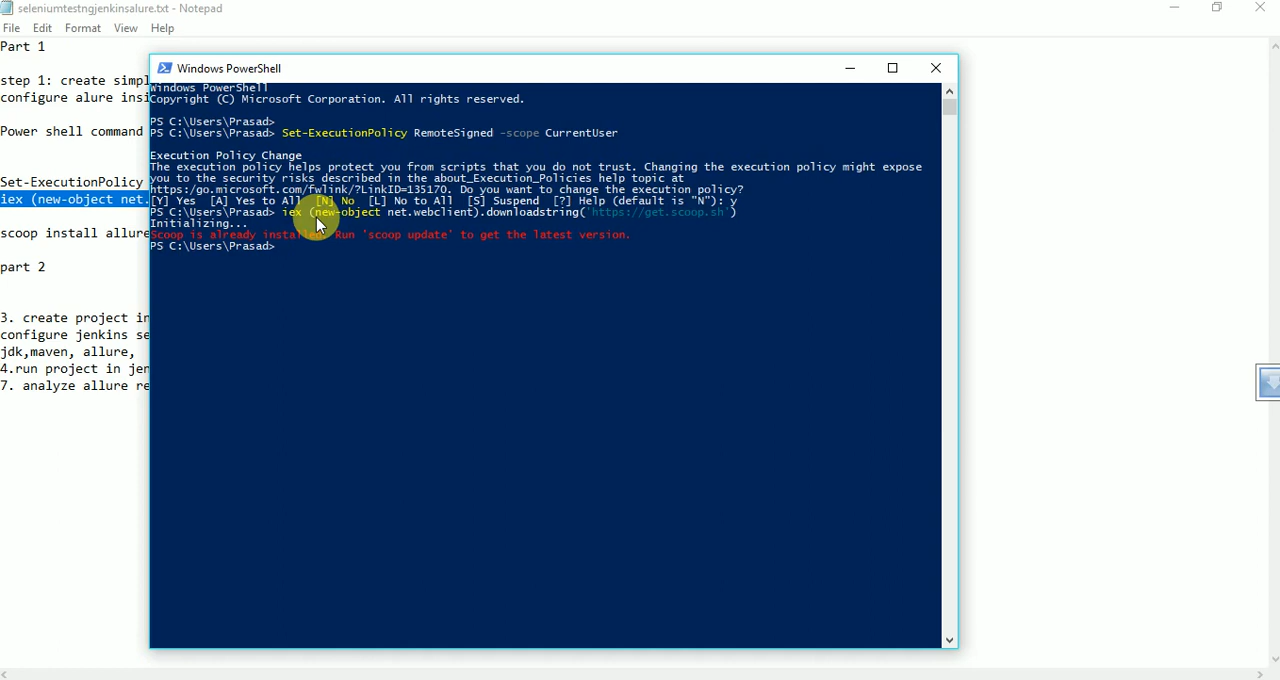 seleniumtestngjenkinsalure.txt - Notepad
File Edit Format View Help
Part 1
step 1: create simpl
configure alure insi
Power shell command
Set-ExecutionPolicy
iex (new-object net.
scoop install allure
part 2
3. create project in
configure jenkins se
jdk,maven, allure,
4.run project in jen
7. analyze allure re
Windows PowerShell
Windows PowerShell
Copyright (C) Microsoft Corporation. All rights reserved.
PS C:\Users\Prasad>
PS C:\Users\Prasad> Set-ExecutionPolicy RemoteSigned -scope CurrentUser
Execution Policy Change
The execution policy helps protect you from scripts that you do not trust. Changing the execution policy might expose
you to the security risks described in the about_Execution_Policies help topic at
https:/go.microsoft.com/fwlink/?LinkID=135170. Do you want to change the execution policy?
[Y] Yes [A] Yes to All [N] No [L] No to All [S] Suspend [?] Help (default is "N"): y
PS C:\Users\Prasad> iex (new-object net.webclient).downloadstring('https://get.scoop.sh')
Initializing...
Scoop is already installed. Run 'scoop update' to get the latest version.
PS C:\Users\Prasad>